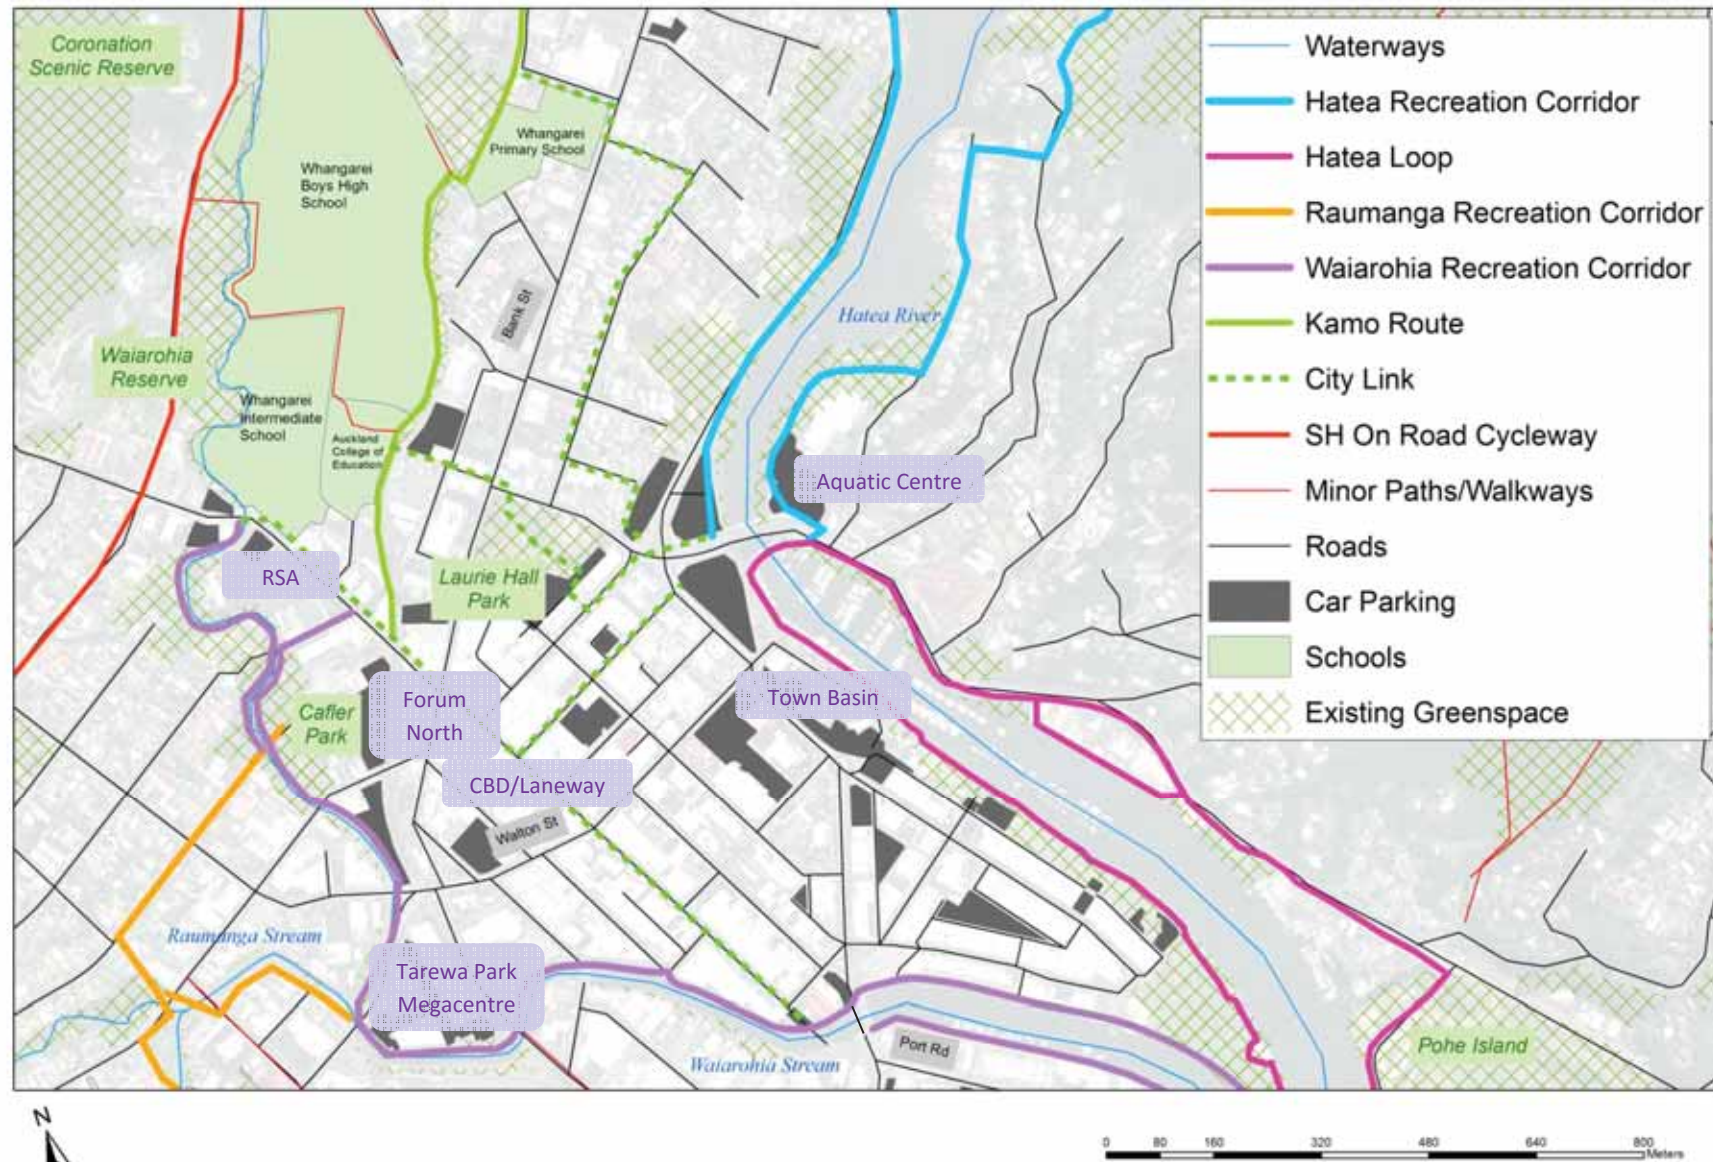 Coronation
Scenic Reserve
Whangarei
Boys High
School
Whangarei
Primary School
Bank St
Hatea River
Waiarohia
Reserve
Whangarei
Intermediate
School
Auckland
College of
Education
Aquatic Centre
RSA
Laurie Hall
Park
Forum
North
Cafler
Park
Town Basin
CBD/Laneway
Walton St
Raumanga Stream
Tarewa Park
Megacentre
Waiarohia Stream
Port Rd
Pohe Island
Waterways
Hatea Recreation Corridor
Hatea Loop
Raumanga Recreation Corridor
Waiarohia Recreation Corridor
Kamo Route
City Link
SH On Road Cycleway
Minor Paths/Walkways
Roads
Car Parking
Schools
Existing Greenspace
N
0 80 160 320 480 640 800
Meters